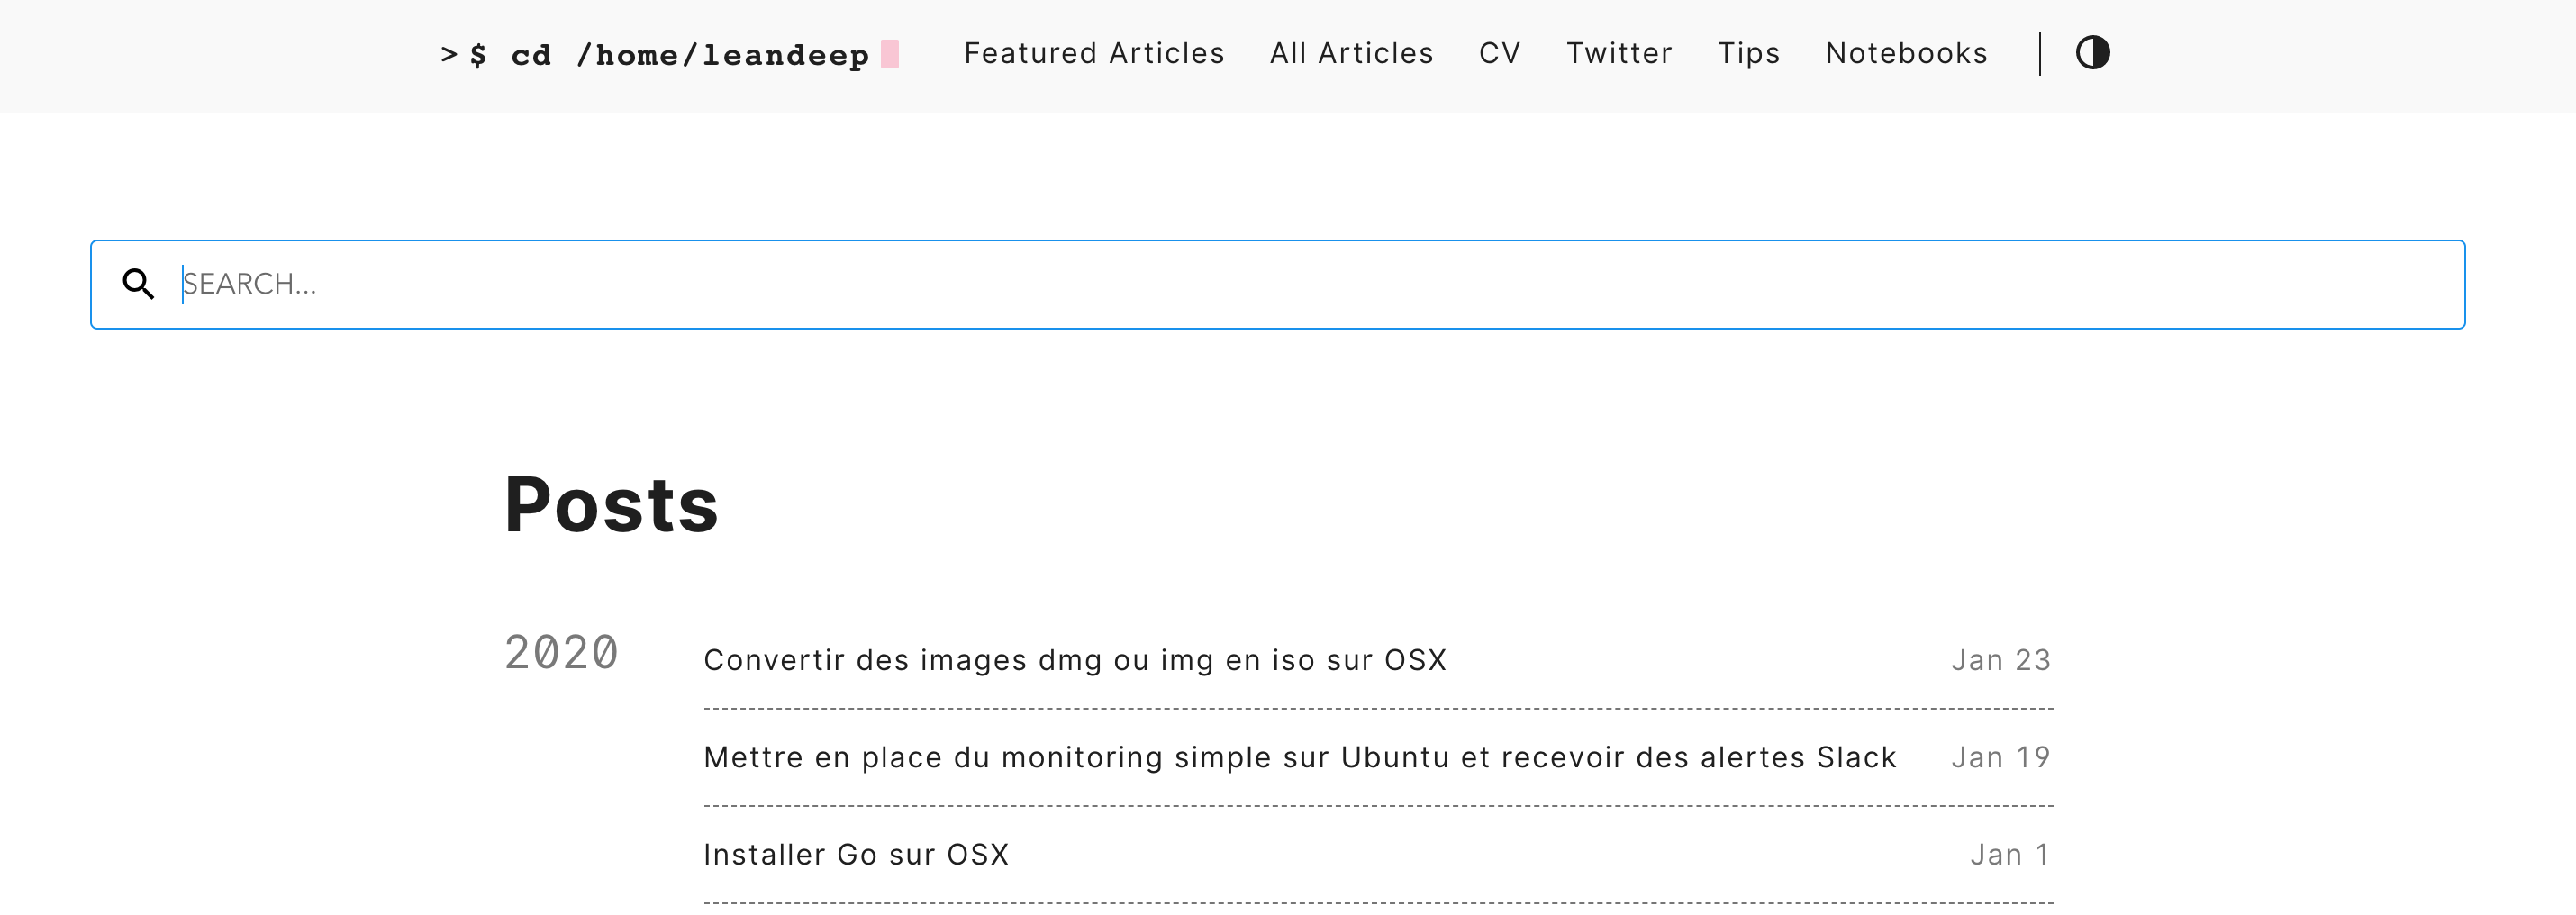 >$ cd /home/leandeep Featured Articles All Articles CV Twitter Tips Notebooks
SEARCH...
Posts
2020 Convertir des images dmg ou img en iso sur OSX Jan 23
Mettre en place du monitoring simple sur Ubuntu et recevoir des alertes Slack Jan 19
Installer Go sur OSX Jan 1